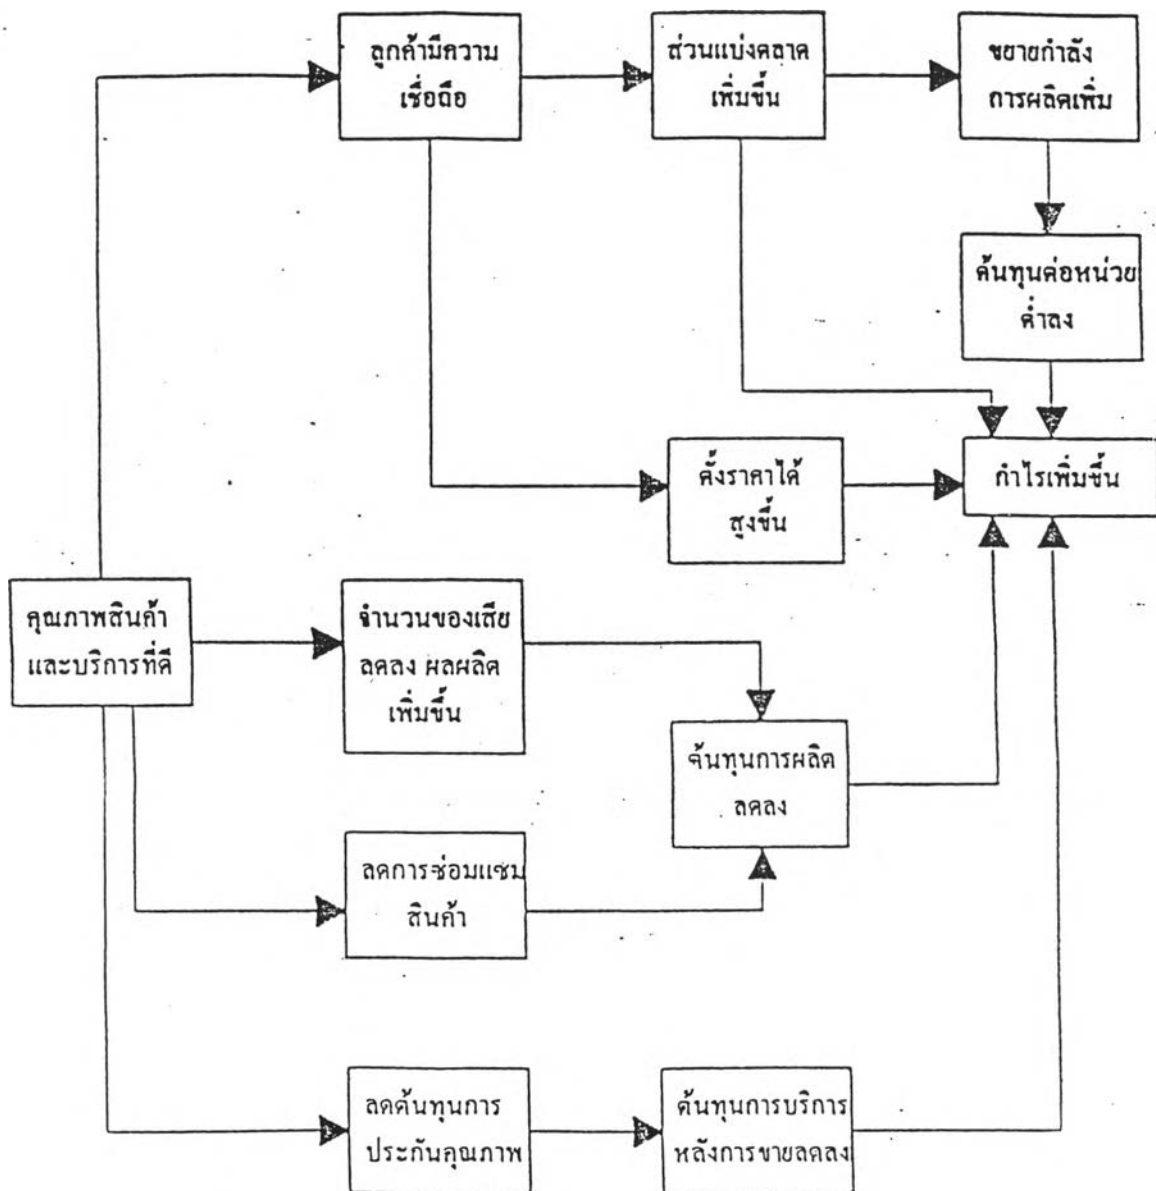 ลูกค้ามีความ
เชื่อถือ
ส่วนแบ่งตลาด
เพิ่มขึ้น
ขยายกำลัง
การผลิตเพิ่ม
ต้นทุนต่อหน่วย
ต่ำลง
ตั้งราคาได้
สูงขึ้น
กำไรเพิ่มขึ้น
คุณภาพสินค้า
และบริการที่ดี
จำนวนของเสีย
ลดลง ผลผลิต
เพิ่มขึ้น
ต้นทุนการผลิต
ลดลง
ลดการซ่อมแซม
สินค้า
ลดต้นทุนการ
ประกันคุณภาพ
ต้นทุนการบริการ
หลังการขายลดลง